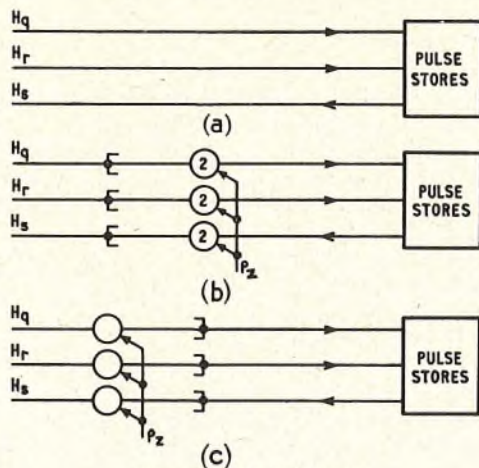 Hq
Hr
Hs
PULSE
STORES
(a)
Hq
Hr
Hs
2
2
2
Pz
PULSE
STORES
(b)
Hq
Hr
Hs
Pz
PULSE
STORES
(c)